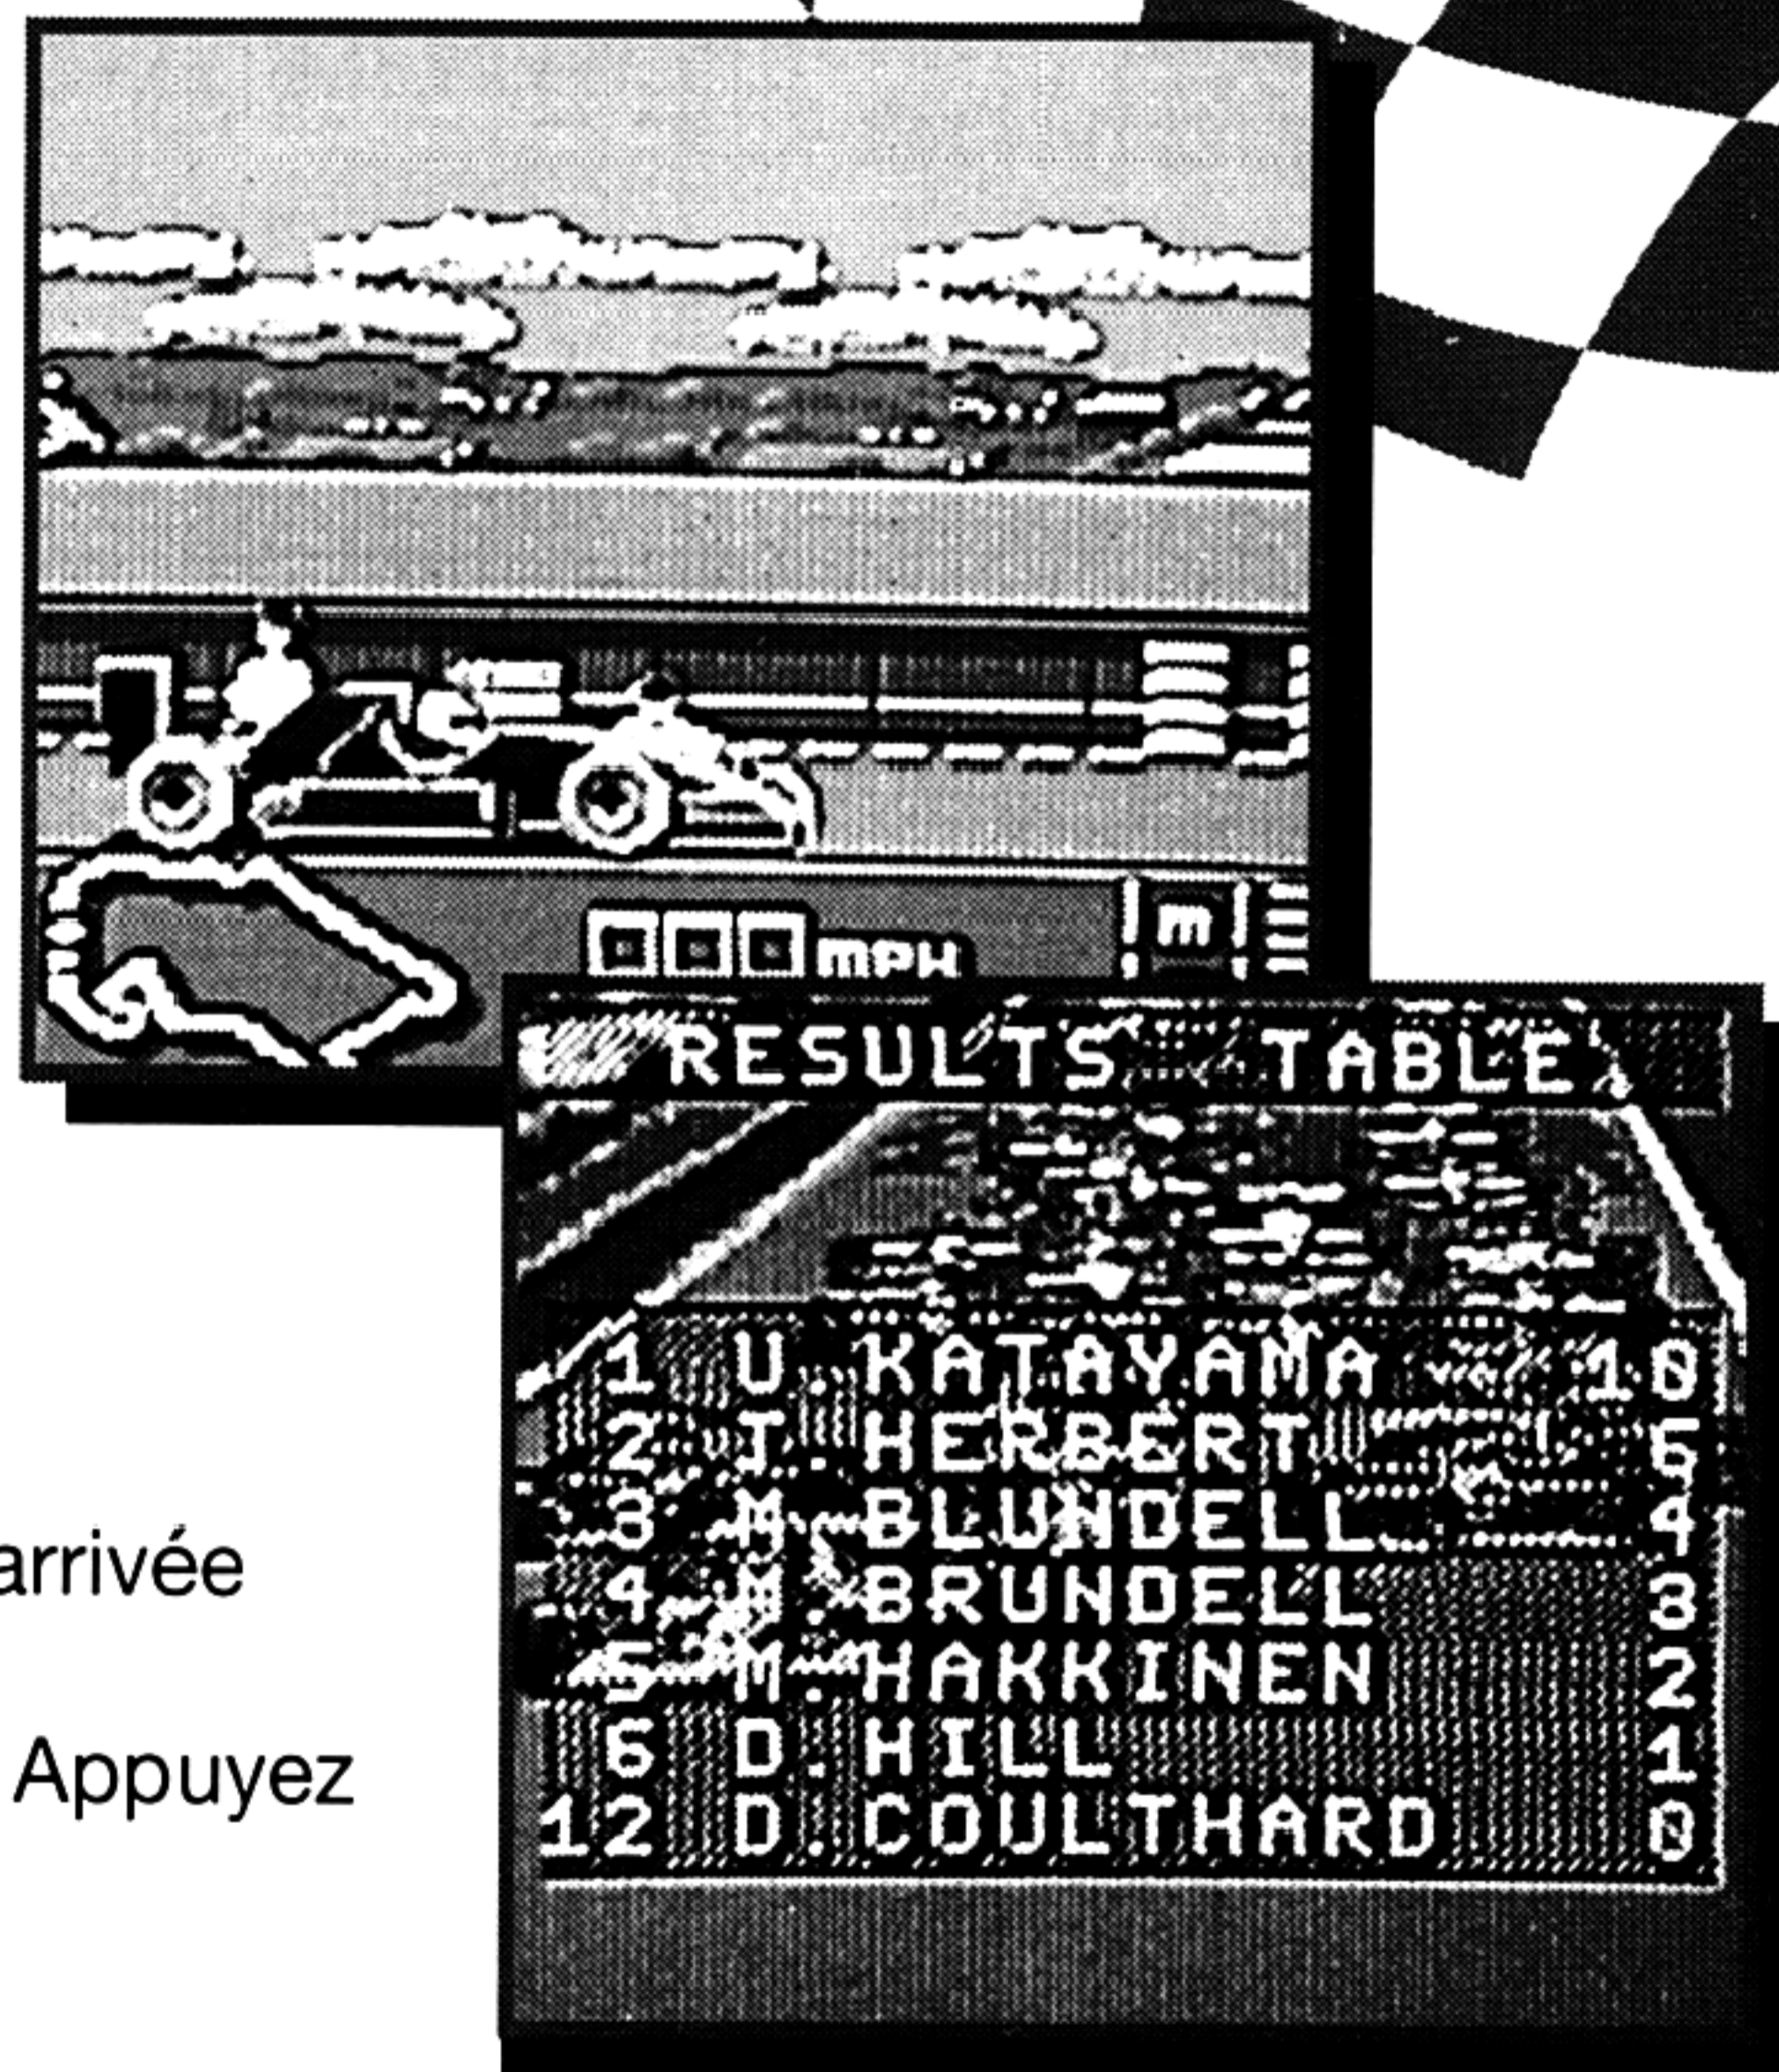 000 mPH
m
RESULTS TABLE
1 U. KATAYAMA 10
2 J. HERBERT 6
3 M. BLUNDELL 4
4 M. BRUNDELL 3
5 M. HAKKINEN 2
6 D. HILL 1
12 D. COULTHARD 0
arrivée
Appuyez